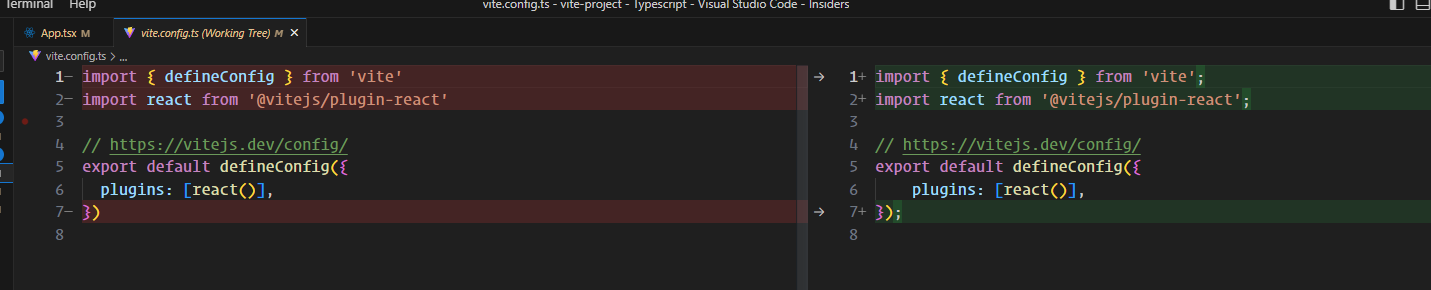 Terminal Help vite.config.ts - vite-project - Typescript - Visual Studio Code - Insiders
App.tsx M vite.config.ts (Working Tree) M
vite.config.ts > ...
1− import { defineConfig } from 'vite'
2− import react from '@vitejs/plugin-react'
3
4 // https://vitejs.dev/config/
5 export default defineConfig({
6   plugins: [react()],
7− })
8
1+ import { defineConfig } from 'vite';
2+ import react from '@vitejs/plugin-react';
3
4 // https://vitejs.dev/config/
5 export default defineConfig({
6     plugins: [react()],
7+ });
8